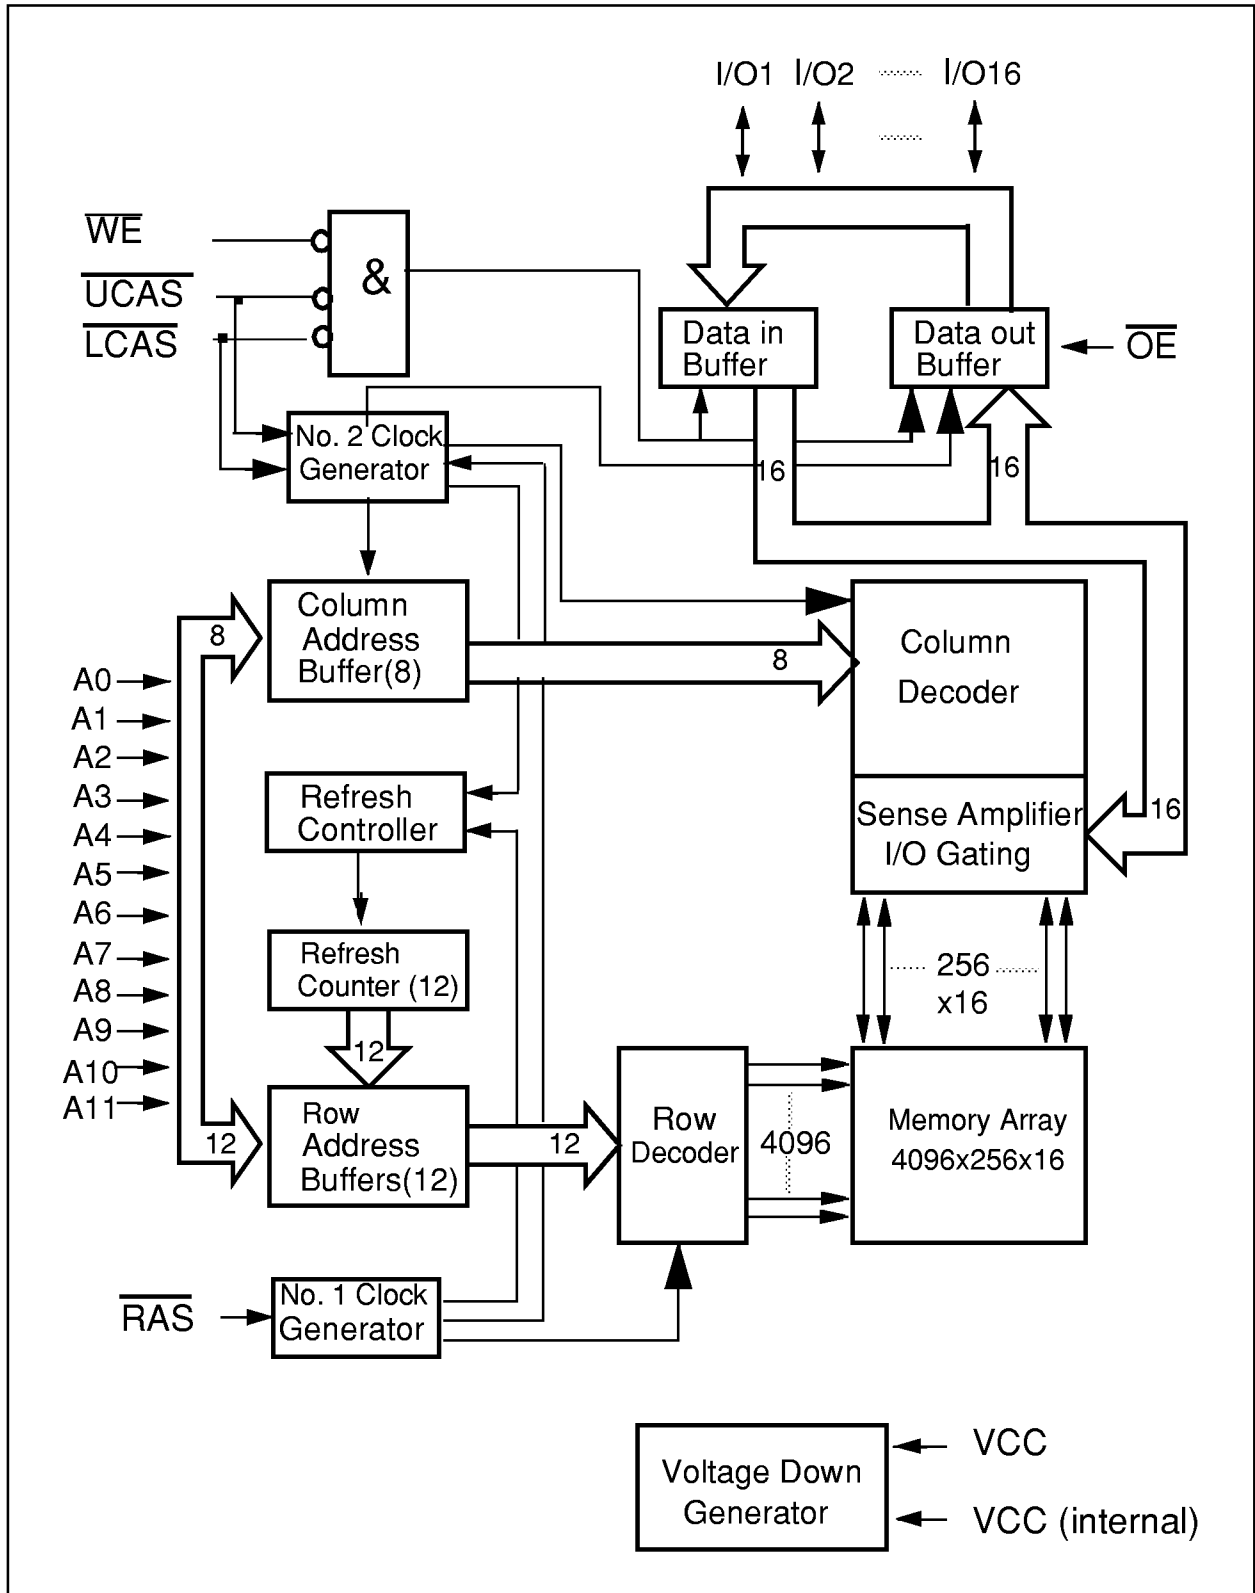 I/O1 I/O2 I/O16
WE
UCAS
LCAS
&
Data in
Buffer
Data out
Buffer
OE
No. 2 Clock
Generator
16
16
Column
Address
Buffer(8)
8
8
Column
Decoder
A0
A1
A2
A3
A4
A5
A6
A7
A8
A9
A10
A11
Refresh
Controller
Sense Amplifier
I/O Gating
16
Refresh
Counter (12)
256
x16
12
Row
Address
Buffers(12)
12
12
Row
Decoder
4096
Memory Array
4096x256x16
RAS
No. 1 Clock
Generator
Voltage Down
Generator
VCC
VCC (internal)